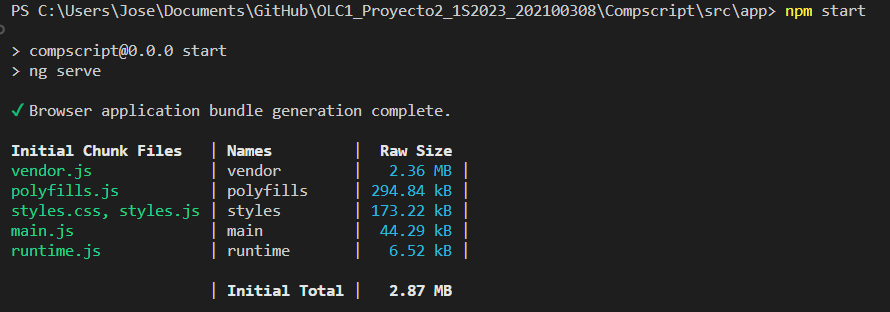 PS C:\Users\Jose\Documents\GitHub\OLC1_Proyecto2_1S2023_202100308\Compscript\src\app> npm start
> compscript@0.0.0 start
> ng serve
✓ Browser application bundle generation complete.
Initial Chunk Files | Names | Raw Size
vendor.js | vendor | 2.36 MB |
polyfills.js | polyfills | 294.84 kB |
styles.css, styles.js | styles | 173.22 kB |
main.js | main | 44.29 kB |
runtime.js | runtime | 6.52 kB |
| Initial Total | 2.87 MB